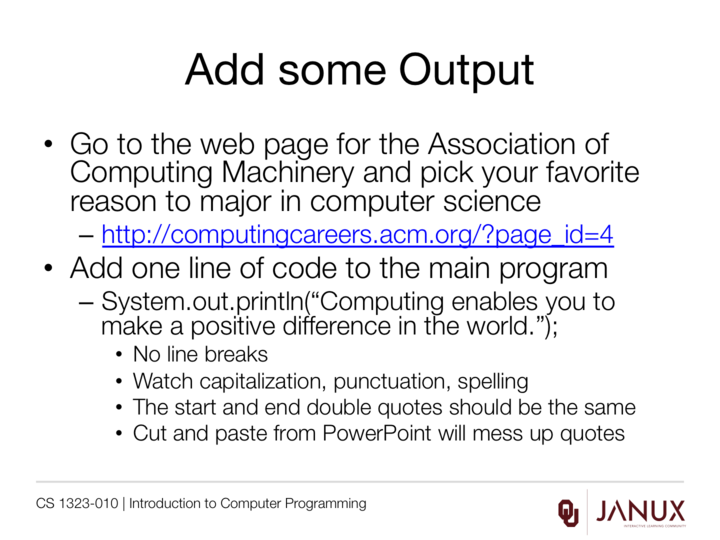 Add some Output
• Go to the web page for the Association of
Computing Machinery and pick your favorite
reason to major in computer science
– http://computingcareers.acm.org/?page_id=4
• Add one line of code to the main program
– System.out.println(“Computing enables you to
make a positive difference in the world.”);
• No line breaks
• Watch capitalization, punctuation, spelling
• The start and end double quotes should be the same
• Cut and paste from PowerPoint will mess up quotes
CS 1323-010 | Introduction to Computer Programming
OU JANUX
INTERACTIVE LEARNING COMMUNITY